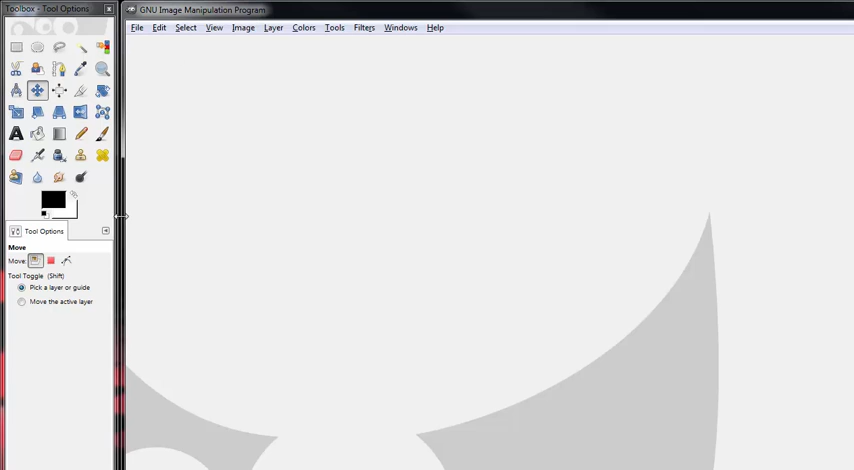 Toolbox - Tool Options
GNU Image Manipulation Program
File Edit Select View Image Layer Colors Tools Filters Windows Help
Tool Options
Move
Move:
Tool Toggle (Shift)
Pick a layer or guide
Move the active layer